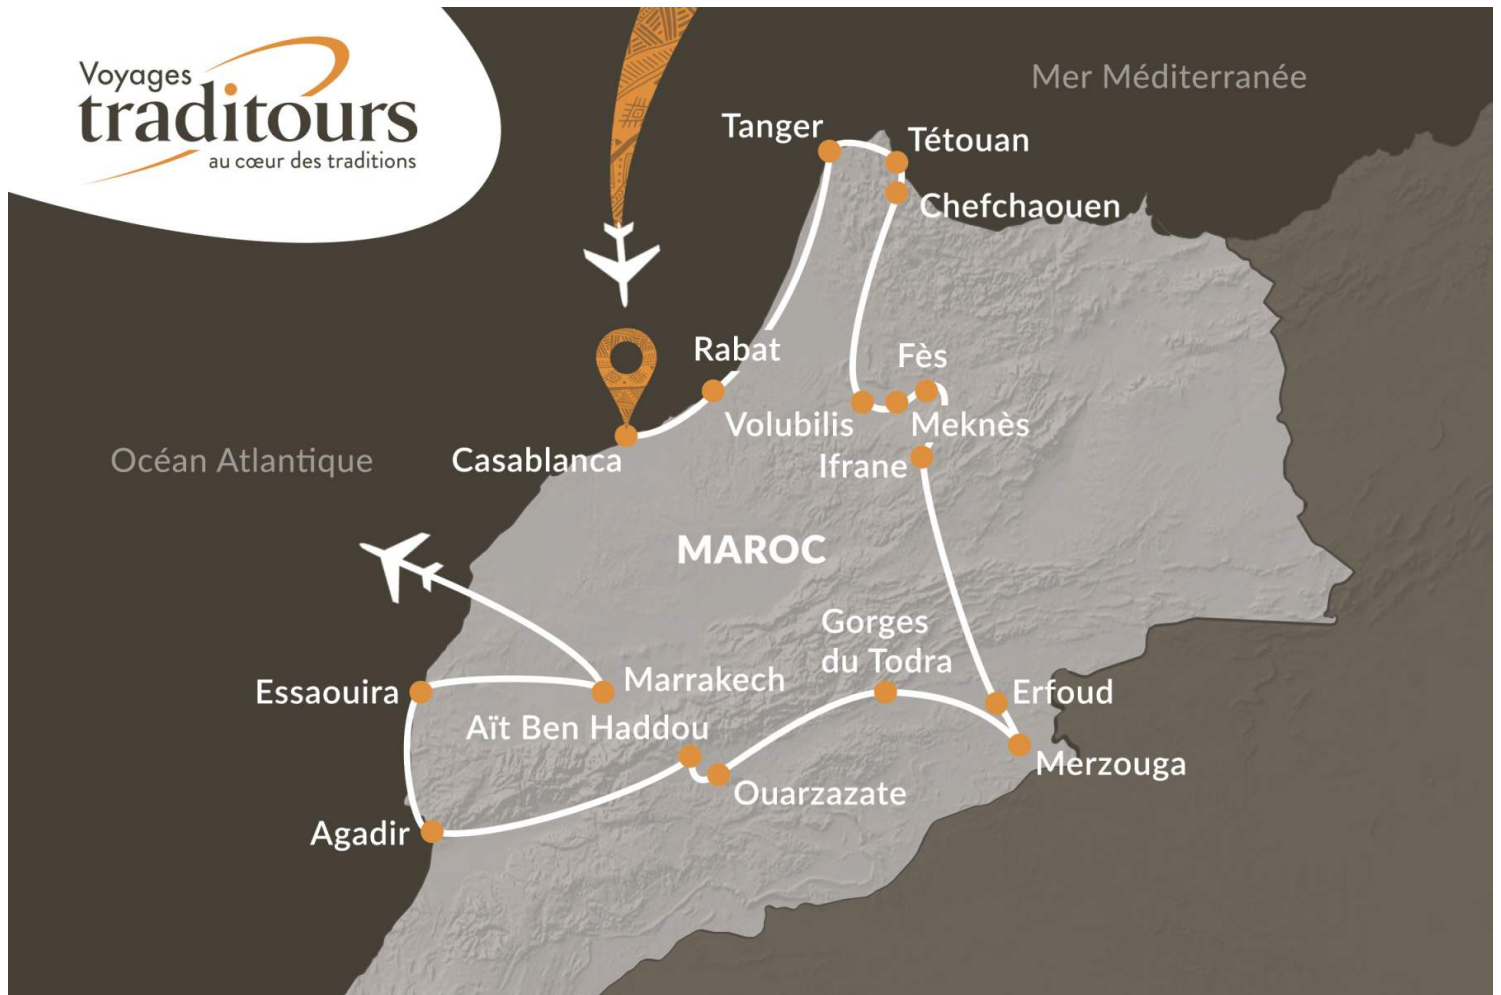 Voyages
traditours
au cœur des traditions
Mer Méditerranée
Tanger
Tétouan
Chefchaouen
Rabat
Fès
Volubilis
Meknès
Casablanca
Ifrane
Océan Atlantique
MAROC
Gorges
du Todra
Essaouira
Marrakech
Erfoud
Aït Ben Haddou
Merzouga
Ouarzazate
Agadir